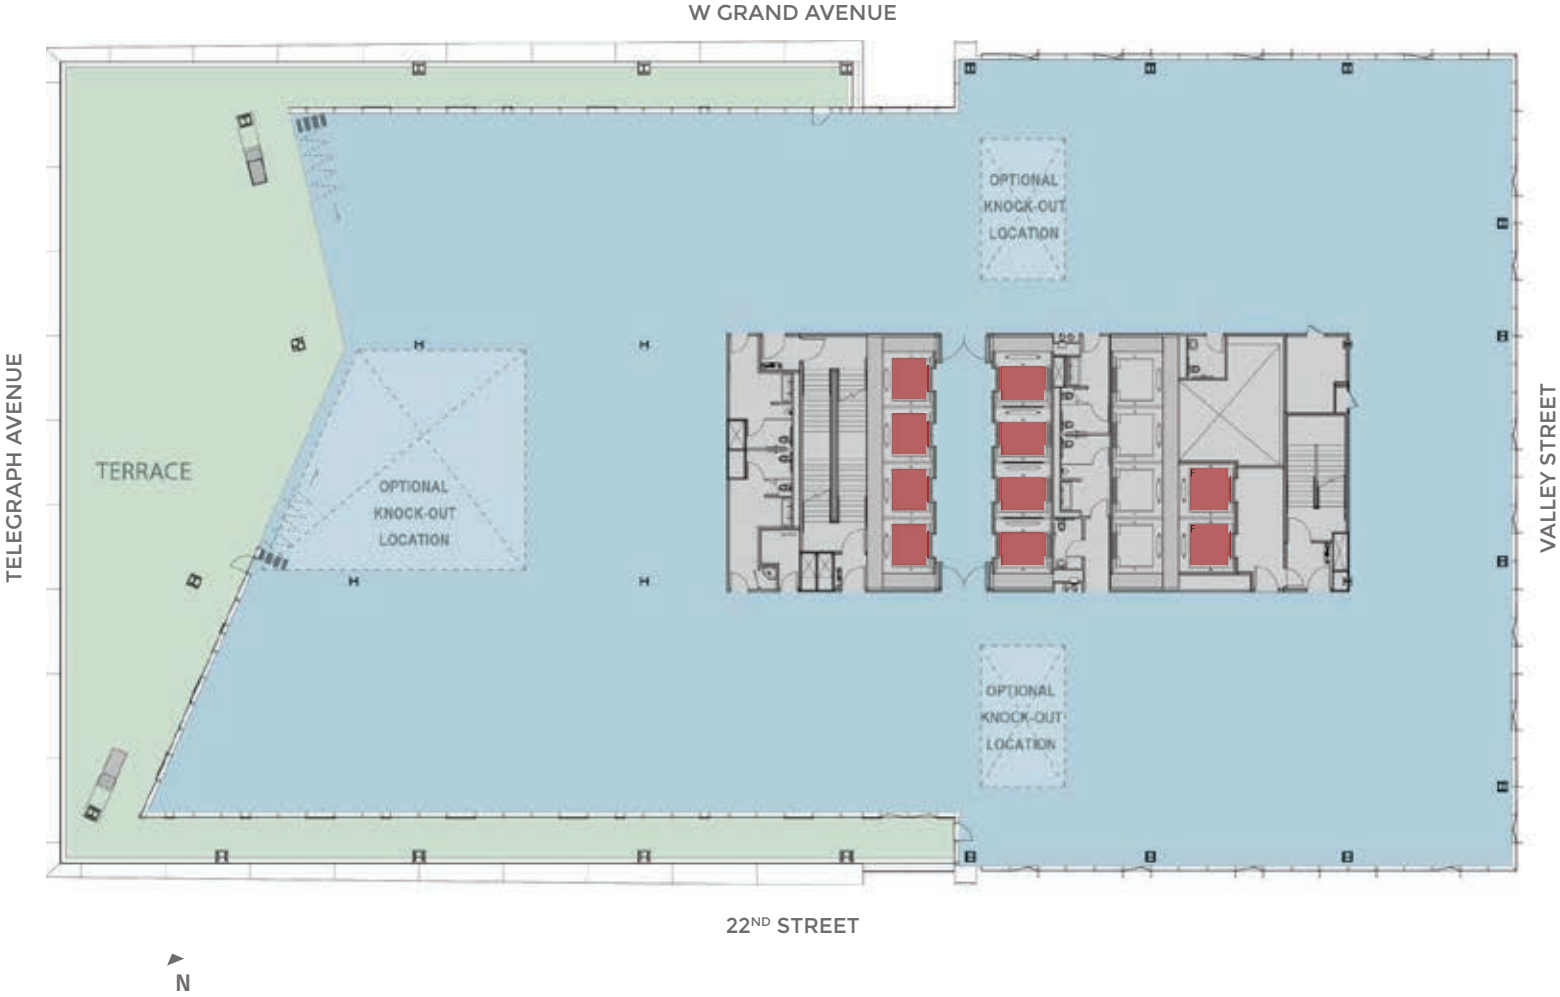 W GRAND AVENUE
OPTIONAL
KNOCK-OUT
LOCATION
TELEGRAPH AVENUE
TERRACE
OPTIONAL
KNOCK-OUT
LOCATION
F
F
VALLEY STREET
OPTIONAL
KNOCK-OUT
LOCATION
22ND STREET
N